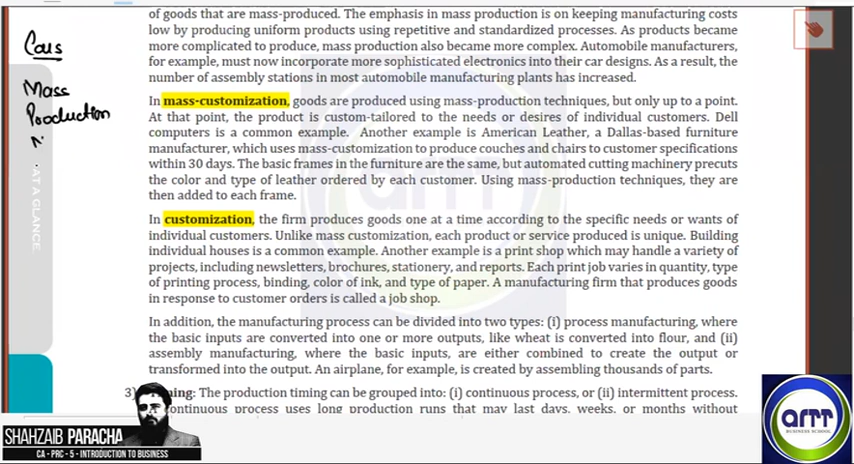 of goods that are mass-produced. The emphasis in mass production is on keeping manufacturing costs
low by producing uniform products using repetitive and standardized processes. As products became
more complicated to produce, mass production also became more complex. Automobile manufacturers,
for example, must now incorporate more sophisticated electronics into their car designs. As a result, the
number of assembly stations in most automobile manufacturing plants has increased.
Cars
Mass
Production
In mass-customization, goods are produced using mass-production techniques, but only up to a point.
At that point, the product is custom-tailored to the needs or desires of individual customers. Dell
computers is a common example. Another example is American Leather, a Dallas-based furniture
manufacturer, which uses mass-customization to produce couches and chairs to customer specifications
within 30 days. The basic frames in the furniture are the same, but automated cutting machinery precuts
the color and type of leather ordered by each customer. Using mass-production techniques, they are
then added to each frame.
AT A GLANCE
In customization, the firm produces goods one at a time according to the specific needs or wants of
individual customers. Unlike mass customization, each product or service produced is unique. Building
individual houses is a common example. Another example is a print shop which may handle a variety of
projects, including newsletters, brochures, stationery, and reports. Each print job varies in quantity, type
of printing process, binding, color of ink, and type of paper. A manufacturing firm that produces goods
in response to customer orders is called a job shop.
In addition, the manufacturing process can be divided into two types: (i) process manufacturing, where
the basic inputs are converted into one or more outputs, like wheat is converted into flour, and (ii)
assembly manufacturing, where the basic inputs, are either combined to create the output or
transformed into the output. An airplane, for example, is created by assembling thousands of parts.
3) The production timing can be grouped into: (i) continuous process, or (ii) intermittent process.
continuous process uses long production runs that may last days, weeks, or months without
SHAHZAIB PARACHA
CA - PRC - 5 - INTRODUCTION TO BUSINESS
artt
BUSINESS SCHOOL